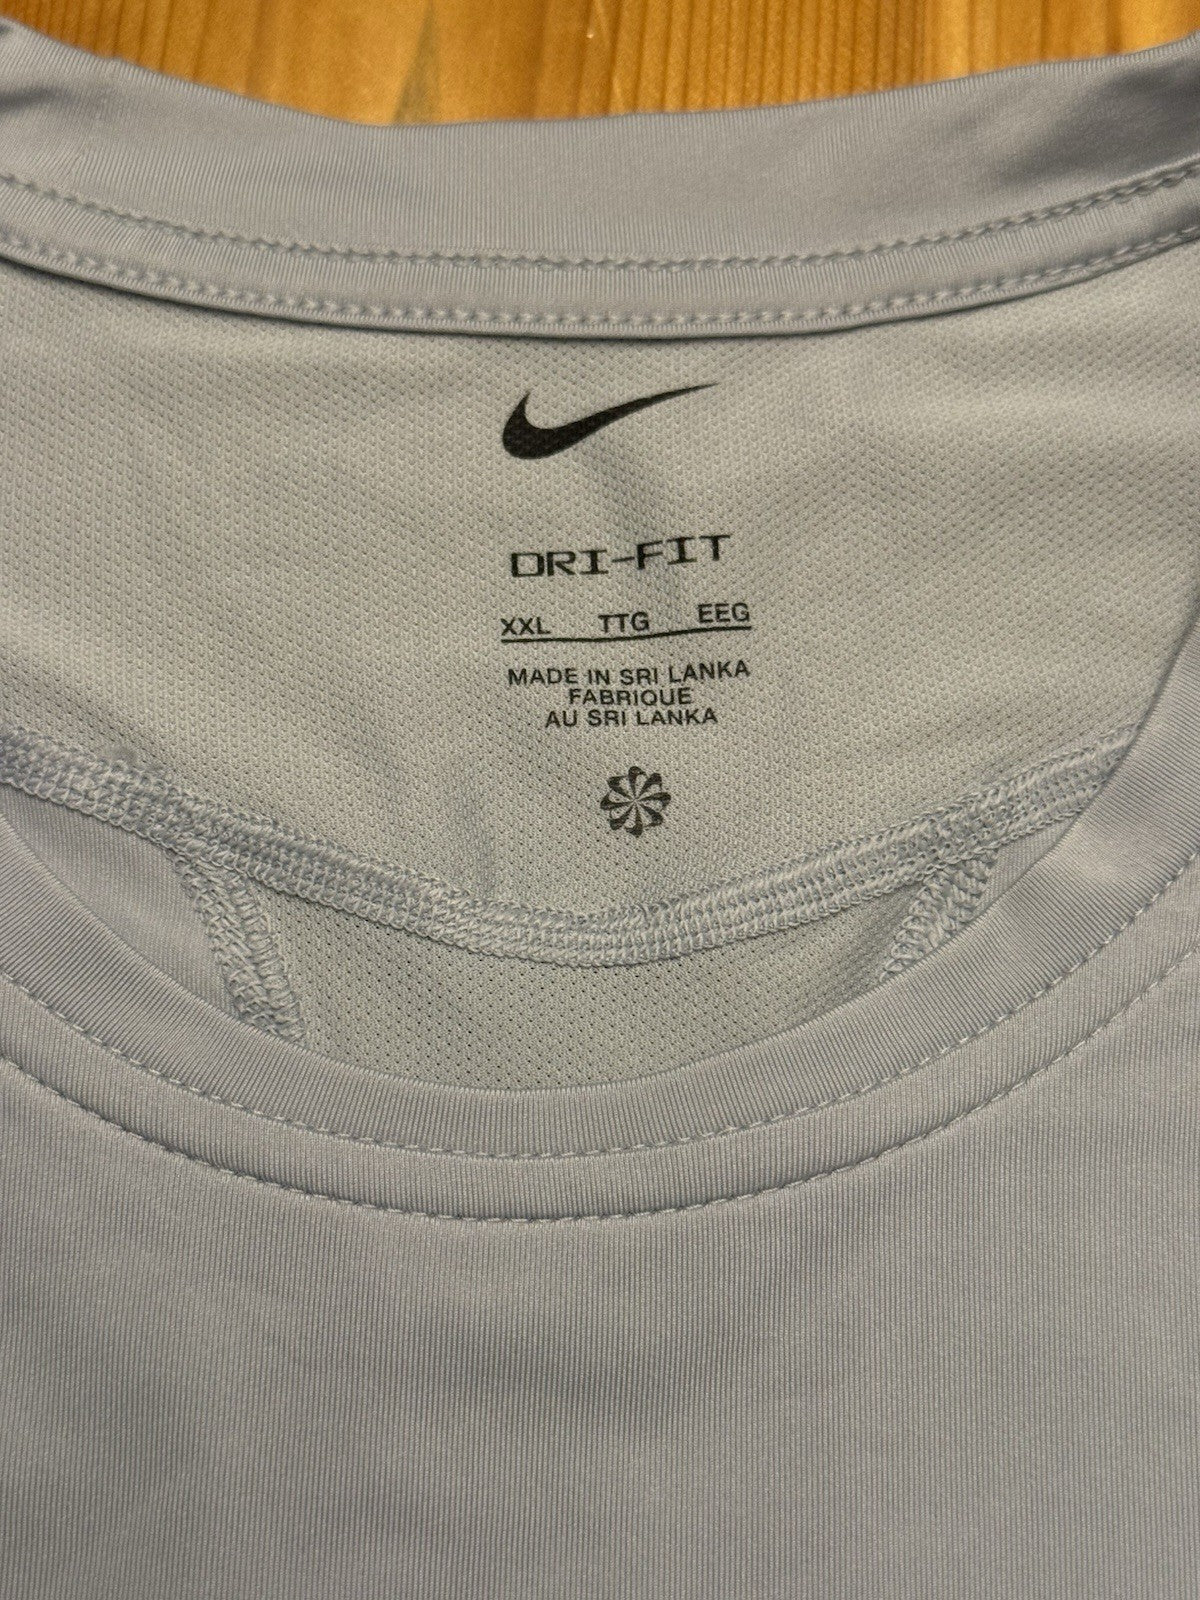 DRI-FIT
XXL TTG EEG
MADE IN SRI LANKA
FABRIQUE
AU SRI LANKA